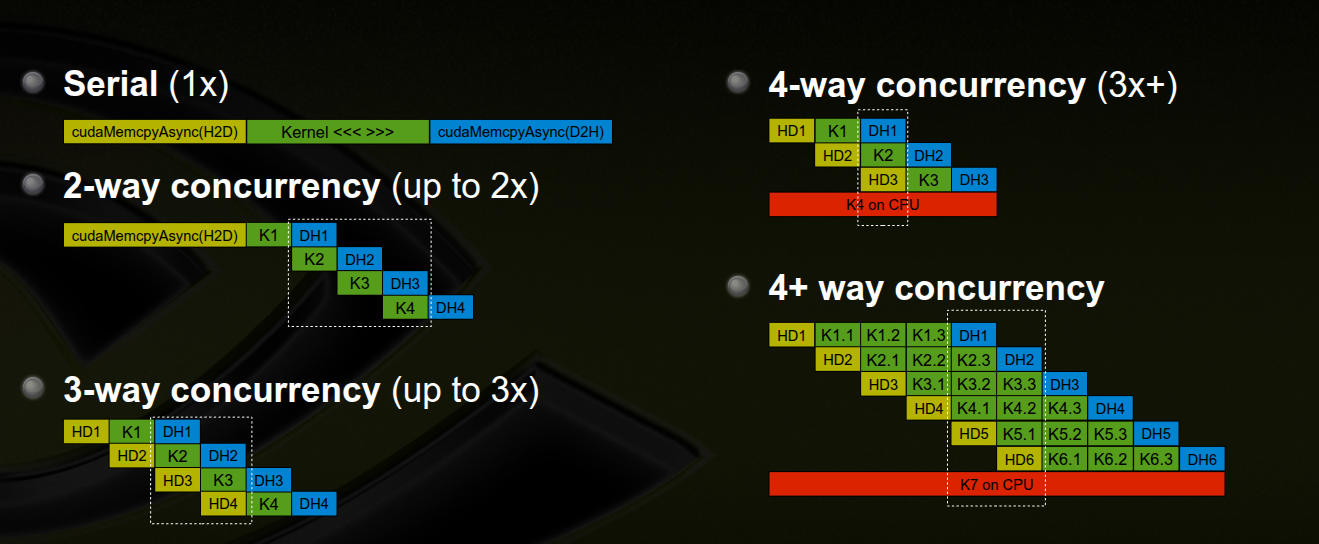 Serial (1x)
cudaMemcpyAsync(H2D) Kernel <<< >>> cudaMemcpyAsync(D2H)
2-way concurrency (up to 2x)
cudaMemcpyAsync(H2D) K1 DH1
K2 DH2
K3 DH3
K4 DH4
3-way concurrency (up to 3x)
HD1 K1 DH1
HD2 K2 DH2
HD3 K3 DH3
HD4 K4 DH4
4-way concurrency (3x+)
HD1 K1 DH1
HD2 K2 DH2
HD3 K3 DH3
K4 on CPU
4+ way concurrency
HD1 K1.1 K1.2 K1.3 DH1
HD2 K2.1 K2.2 K2.3 DH2
HD3 K3.1 K3.2 K3.3 DH3
HD4 K4.1 K4.2 K4.3 DH4
HD5 K5.1 K5.2 K5.3 DH5
HD6 K6.1 K6.2 K6.3 DH6
K7 on CPU